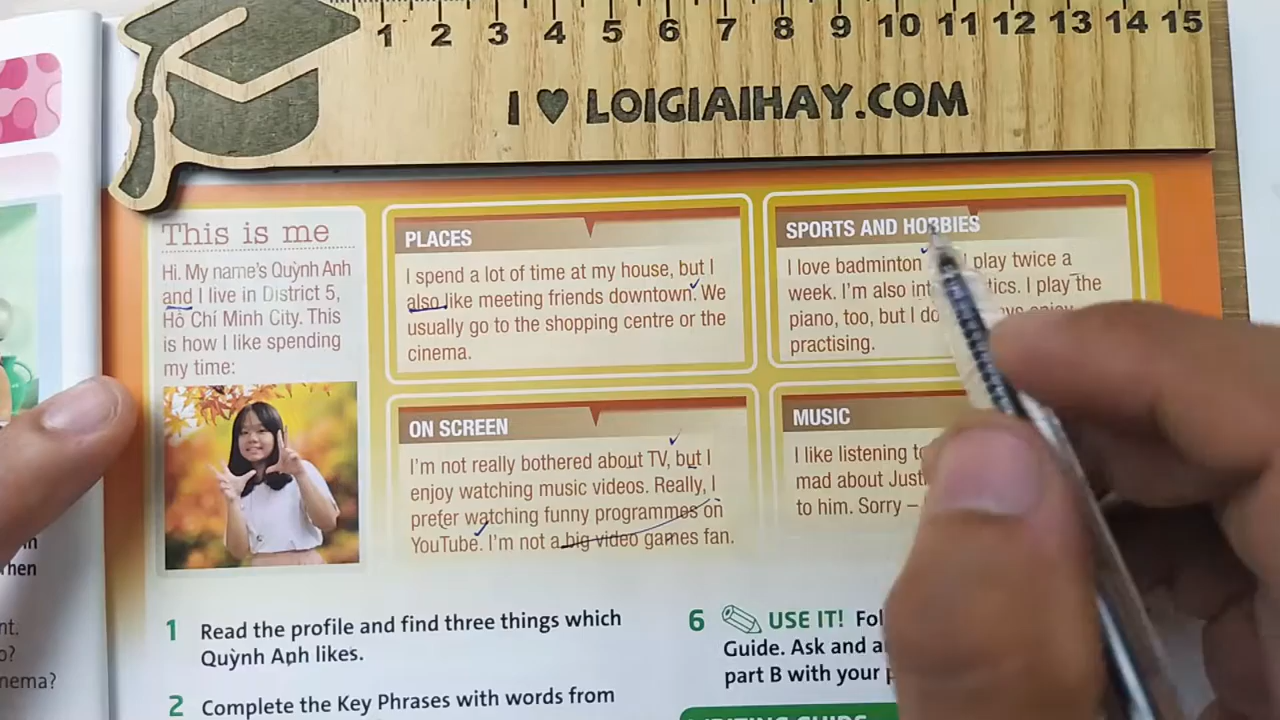 1 2 3 4 5 6 7 8 9 10 11 12 13 14 15
I ♥ LOIGIAIHAY.COM
This is me
Hi. My name's Quỳnh Anh
and I live in District 5,
Hồ Chí Minh City. This
is how I like spending
my time:
PLACES
I spend a lot of time at my house, but I
also like meeting friends downtown. We
usually go to the shopping centre or the
cinema.
SPORTS AND HOBBIES
I love badminton I play twice a
week. I'm also int tics. I play the
piano, too, but I do enjoy
practising.
ON SCREEN
I'm not really bothered about TV, but I
enjoy watching music videos. Really, I
prefer watching funny programmes on
YouTube. I'm not a big video games fan.
MUSIC
I like listening to
mad about Just
to him. Sorry –
1 Read the profile and find three things which
Quỳnh Anh likes.
2 Complete the Key Phrases with words from
6 USE IT! Fol
Guide. Ask and a
part B with your
nt.
o?
nema?